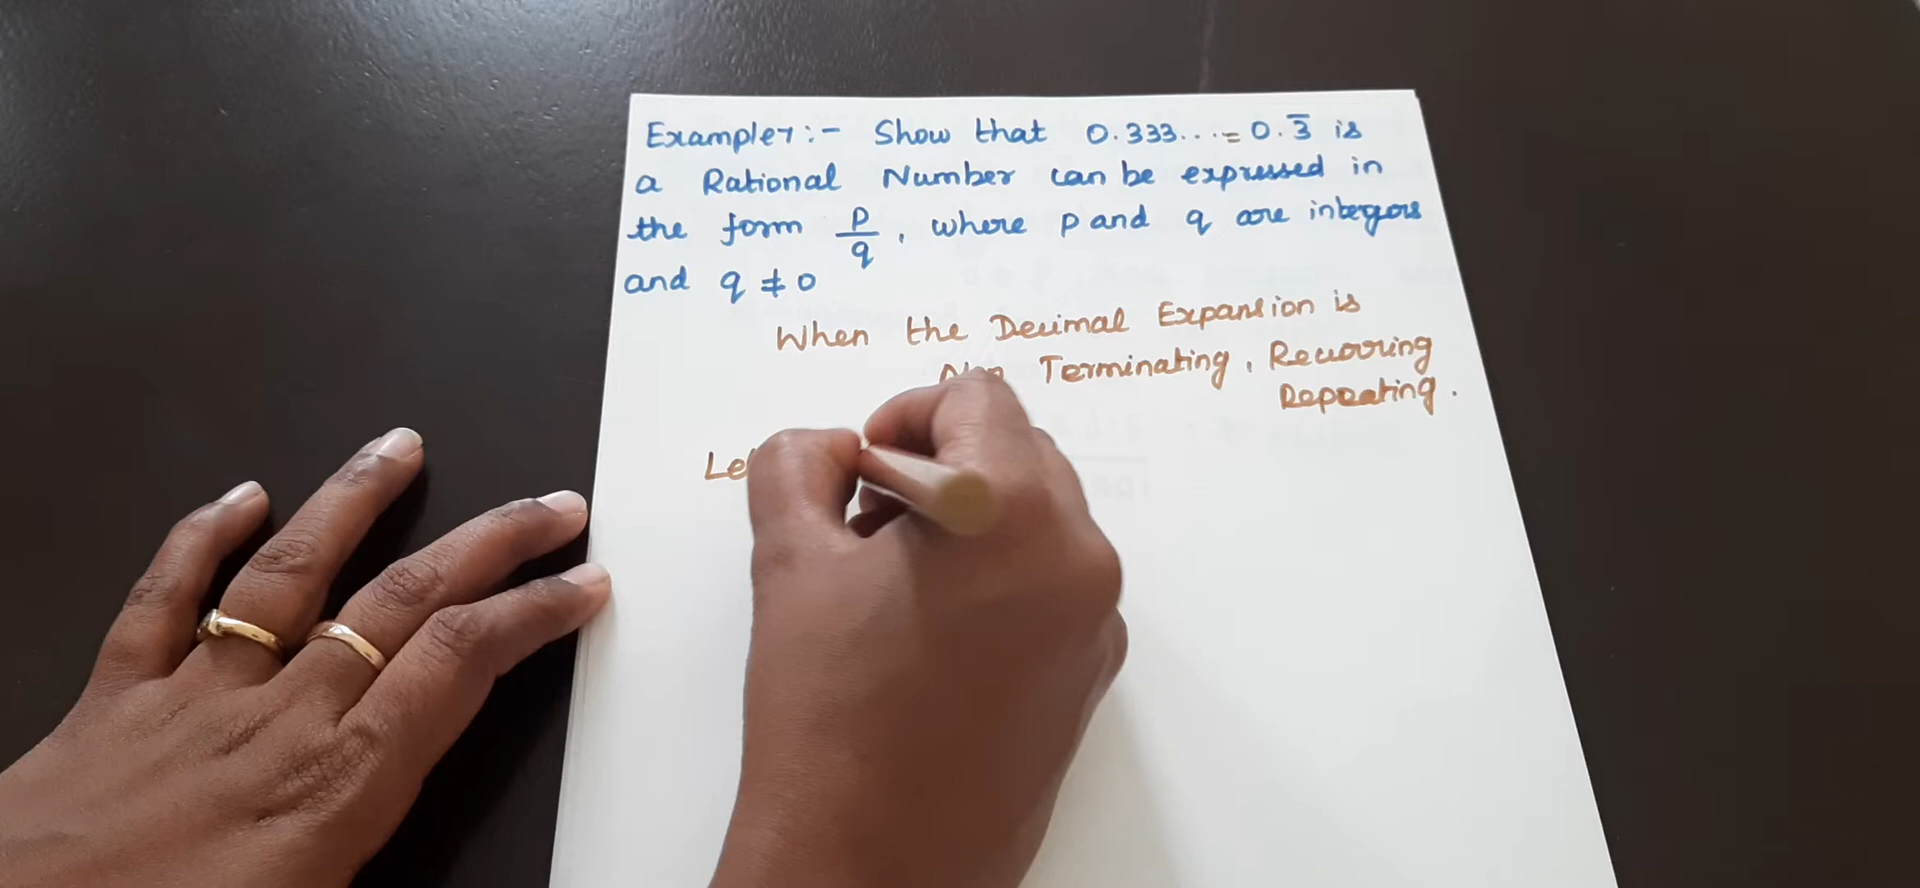 Example7:- Show that 0.333...= 0.3̅ is
a Rational Number can be expressed in
the form p/q, where p and q are integers
and q ≠ 0
When the Decimal Expansion is
Non Terminating, Recurring
Repeating.
Le